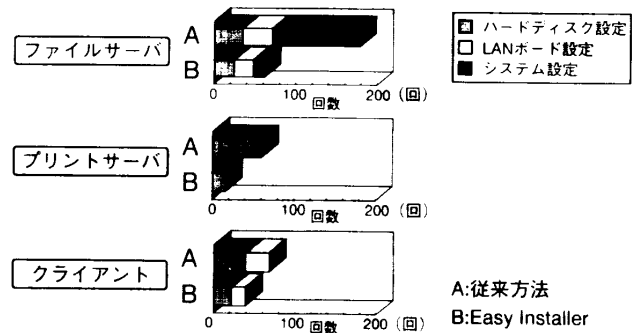 ファイルサーバ
A
B
0 100 200 (回)
回数
ハードディスク設定
LANボード設定
システム設定
プリントサーバ
A
B
0 100 200 (回)
回数
クライアント
A
B
0 100 200 (回)
回数
A:従来方法
B:Easy Installer